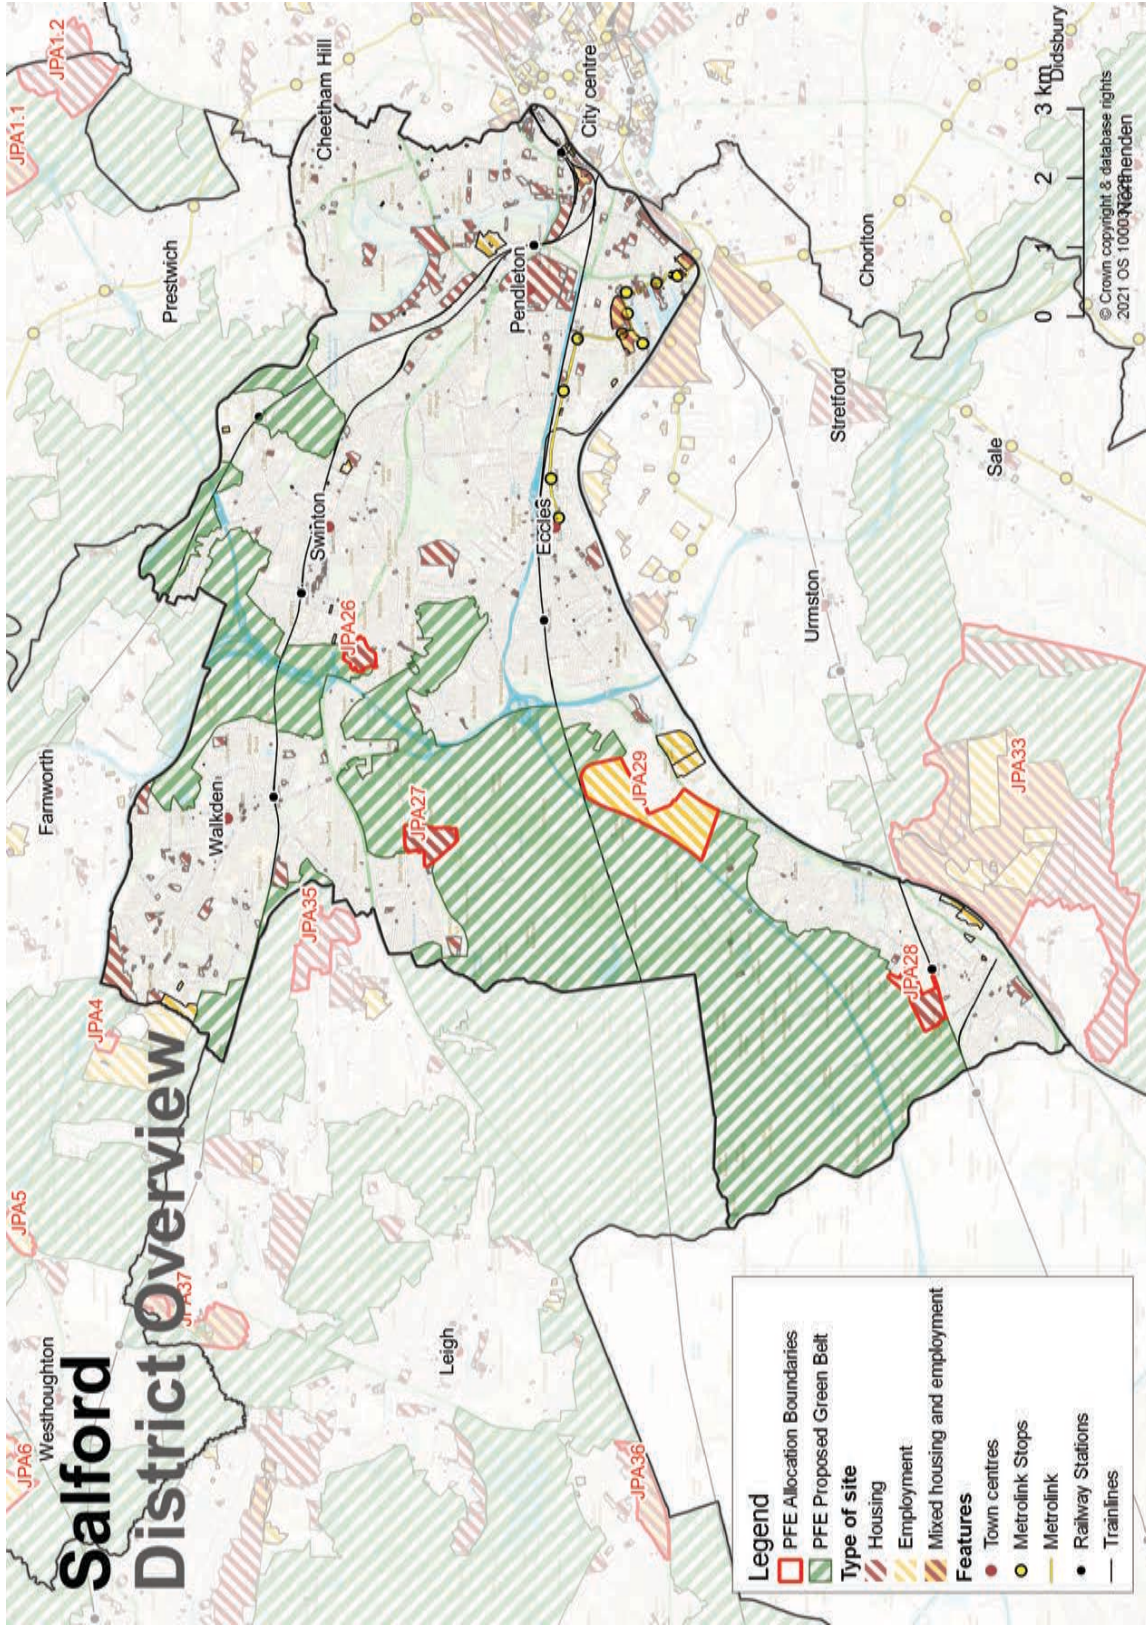 Salford
District Overview
JPA6
Westhoughton
JPA5
JPA37
Leigh
JPA36
JPA4
JPA35
Farnworth
Walkden
JPA27
JPA26
Swinton
Prestwich
JPA1.1
JPA1.2
Cheetham Hill
City centre
Pendleton
Eccles
JPA29
JPA28
JPA33
Urmston
Stretford
Sale
Chorlton
Didsbury
Northenden
0 1 2 3 km
© Crown copyright & database rights
2021 OS
Legend
PFE Allocation Boundaries
PFE Proposed Green Belt
Type of site
Housing
Employment
Mixed housing and employment
Features
Town centres
Metrolink Stops
Metrolink
Railway Stations
Trainlines